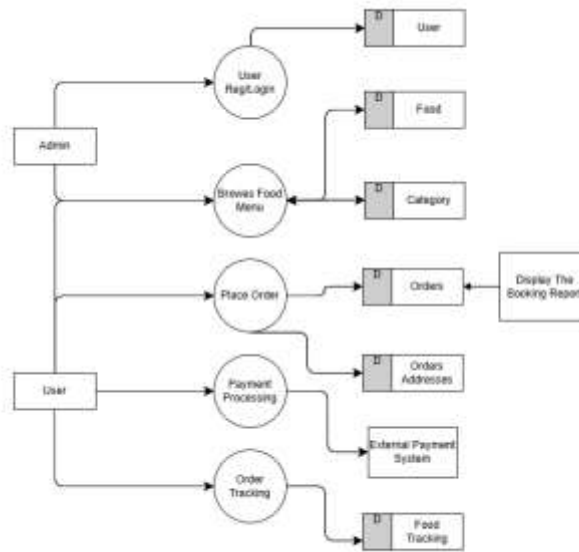 D
User
User
Reg/Login
D
Food
Admin
Browse Food
Menu
D
Category
Place Order
D
Orders
Display The
Booking Report
User
Payment
Processing
D
Orders
Addresses
External Payment
System
Order
Tracking
D
Food
Tracking